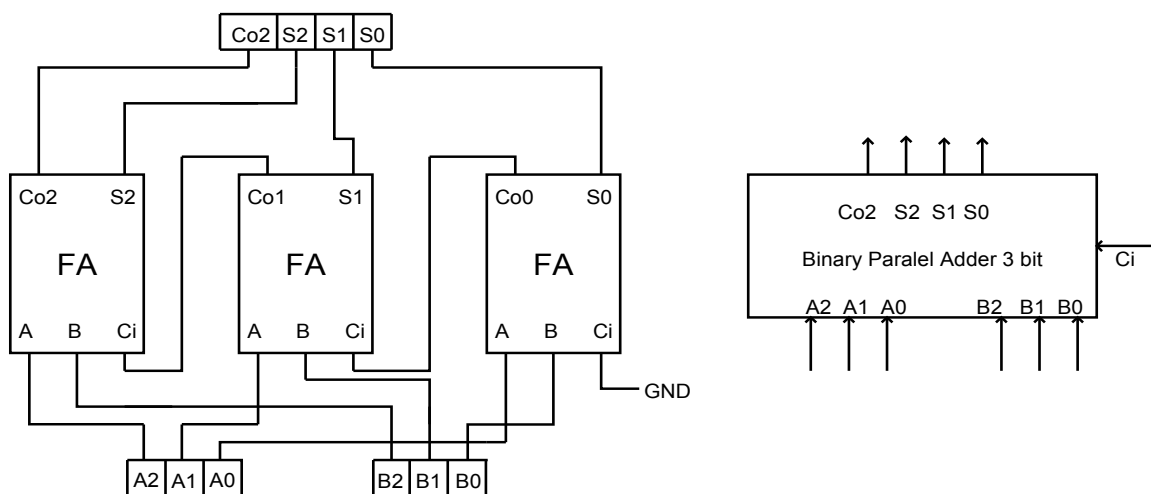 Co2 S2 S1 S0
Co2 S2
FA
A B Ci
Co1 S1
FA
A B Ci
Co0 S0
FA
A B Ci
GND
A2 A1 A0
B2 B1 B0
Co2 S2 S1 S0
Binary Paralel Adder 3 bit
Ci
A2 A1 A0
B2 B1 B0